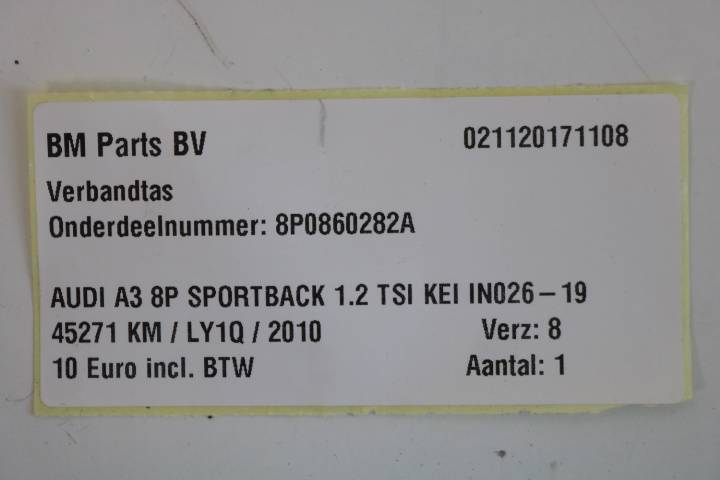 BM Parts BV 021120171108
Verbandtas
Onderdeelnummer: 8P0860282A
AUDI A3 8P SPORTBACK 1.2 TSI KEI IN026-19
45271 KM / LY1Q / 2010 Verz: 8
10 Euro incl. BTW Aantal: 1